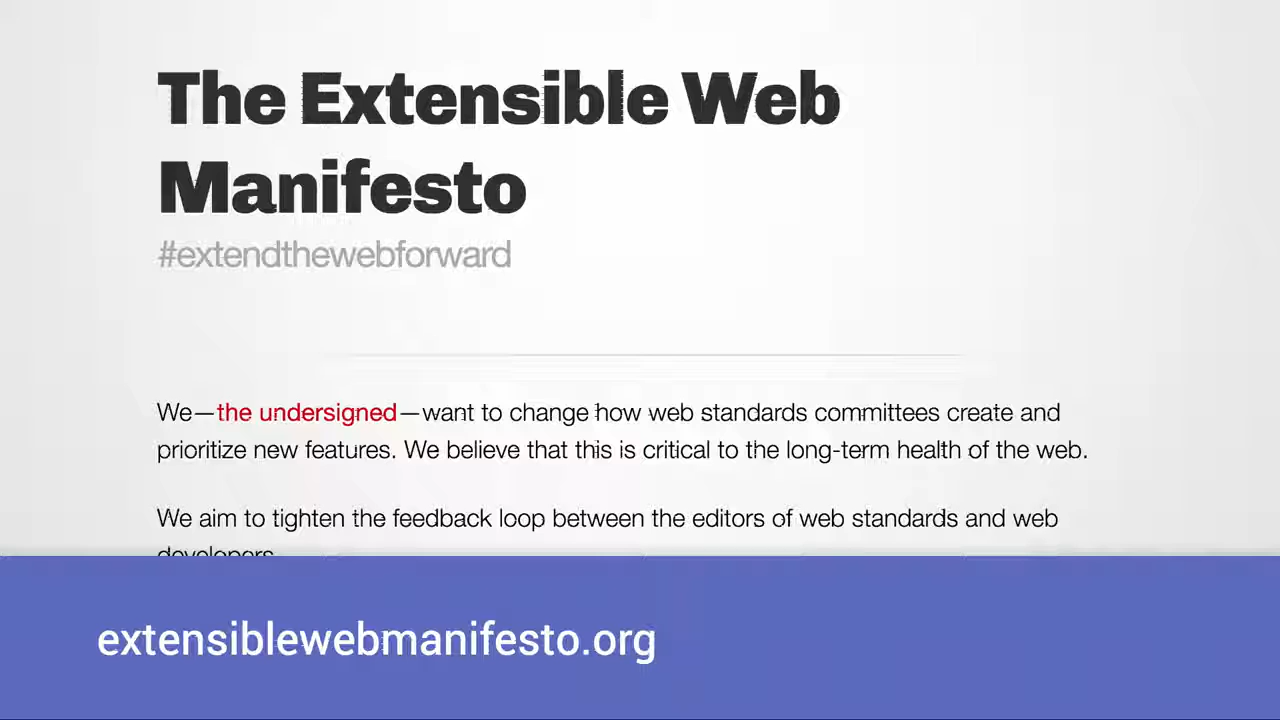 The Extensible Web
Manifesto
#extendthewebforward
We—the undersigned—want to change how web standards committees create and
prioritize new features. We believe that this is critical to the long-term health of the web.
We aim to tighten the feedback loop between the editors of web standards and web
developers.
extensiblewebmanifesto.org